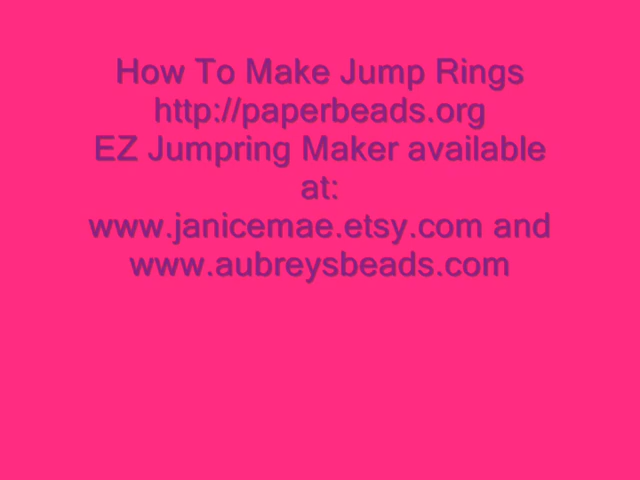 How To Make Jump Rings
http://paperbeads.org
EZ Jumpring Maker available
at:
www.janicemae.etsy.com and
www.aubreysbeads.com